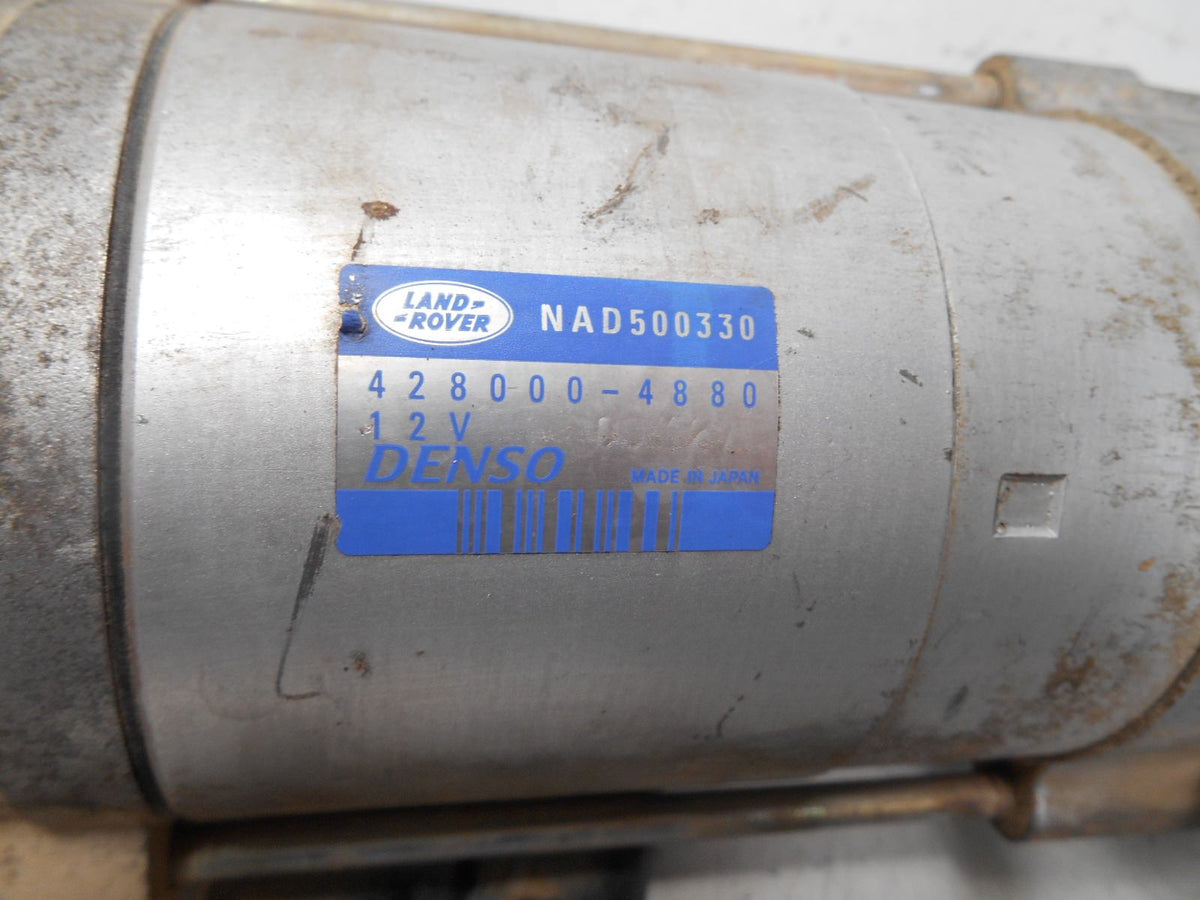 LAND-
-ROVER
NAD500330
428000-4880
12V
DENSO
MADE IN JAPAN